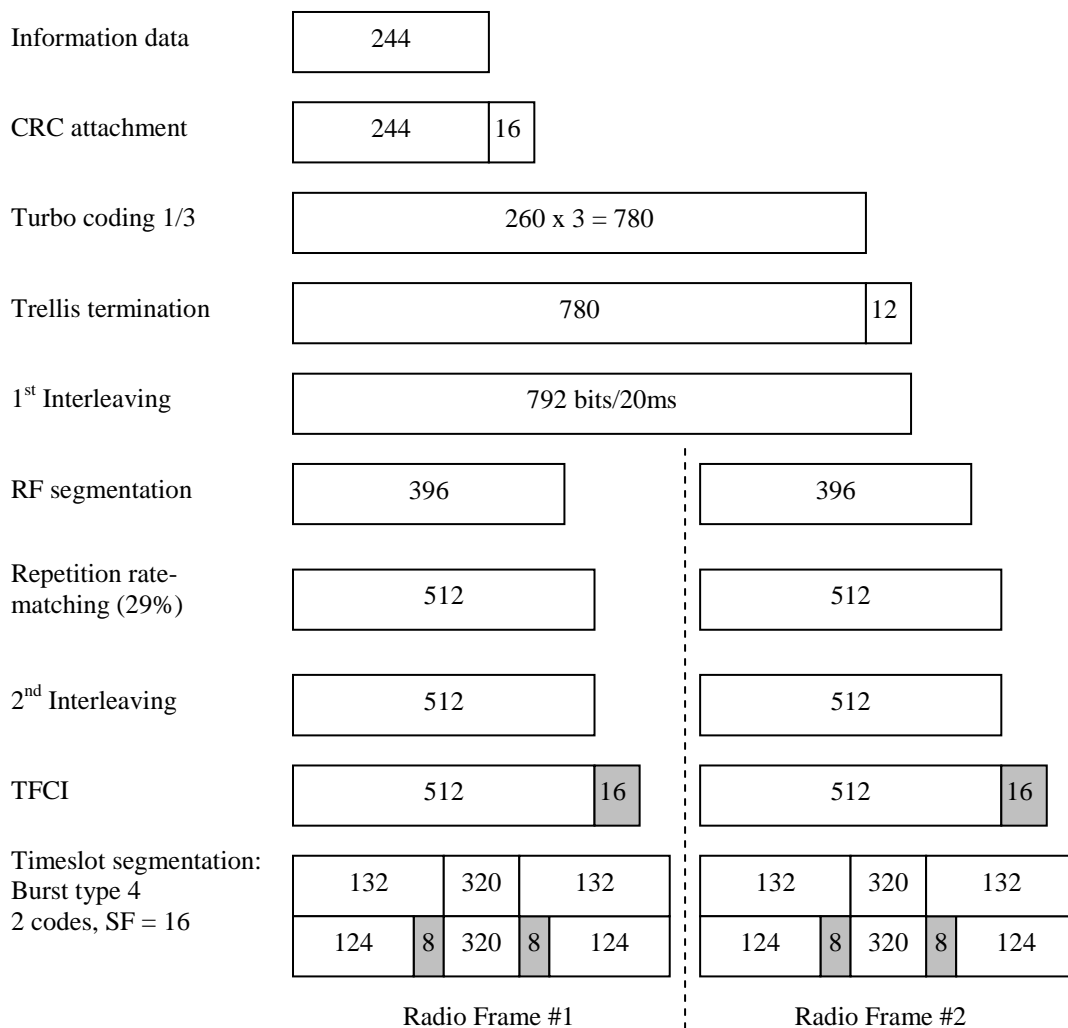 Information data
244
CRC attachment
244 16
Turbo coding 1/3
260 x 3 = 780
Trellis termination
780 12
1st Interleaving
792 bits/20ms
RF segmentation
396 396
Repetition rate-
matching (29%)
512 512
2nd Interleaving
512 512
TFCI
512 16 512 16
Timeslot segmentation:
Burst type 4
2 codes, SF = 16
132 320 132 132 320 132
124 8 320 8 124 124 8 320 8 124
Radio Frame #1 Radio Frame #2